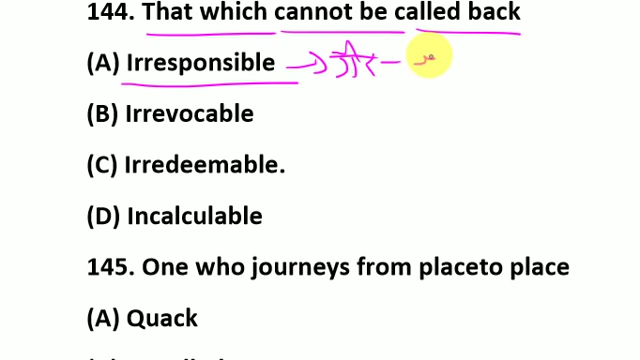 144. That which cannot be called back
(A) Irresponsible
(B) Irrevocable
(C) Irredeemable.
(D) Incalculable
145. One who journeys from placeto place
(A) Quack